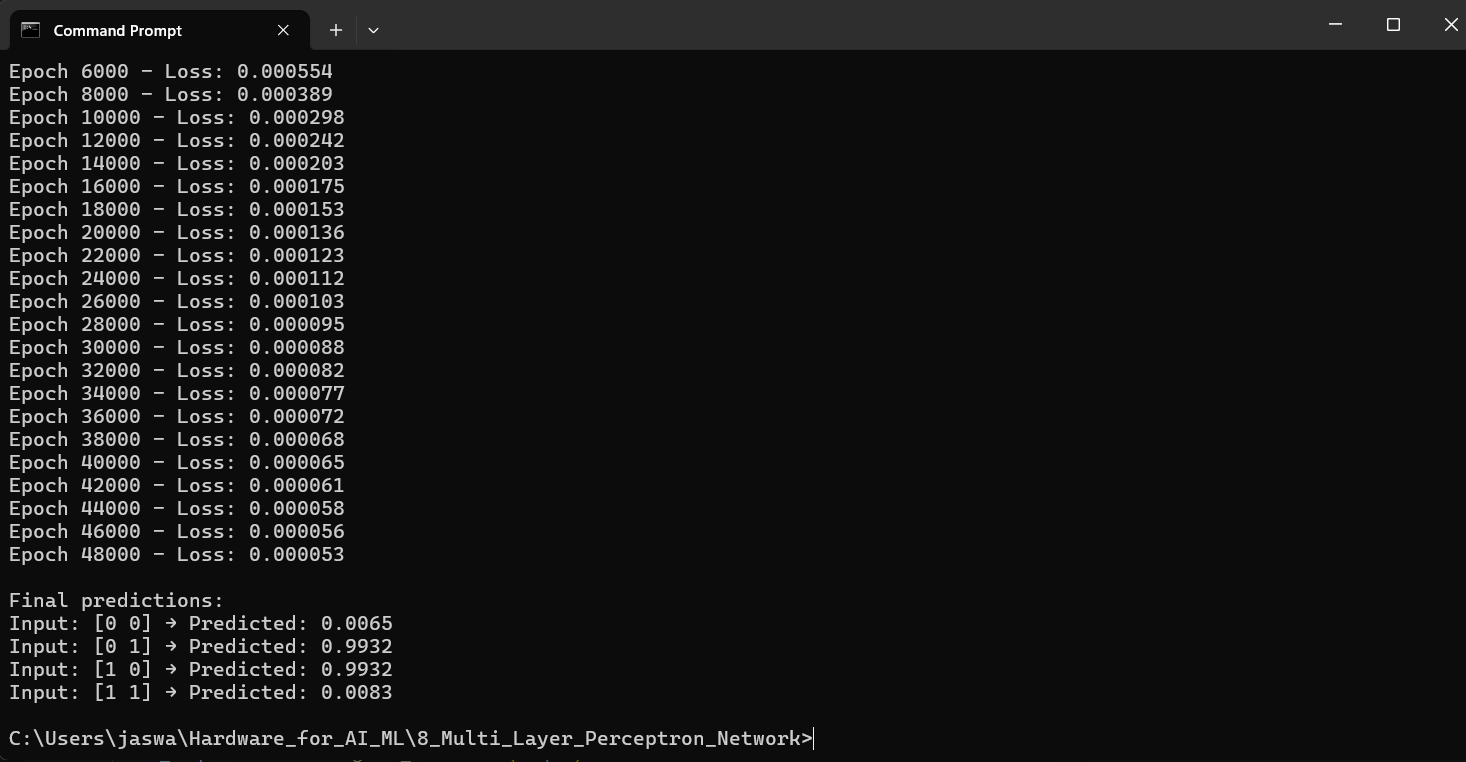 Command Prompt
Epoch 6000 - Loss: 0.000554
Epoch 8000 - Loss: 0.000389
Epoch 10000 - Loss: 0.000298
Epoch 12000 - Loss: 0.000242
Epoch 14000 - Loss: 0.000203
Epoch 16000 - Loss: 0.000175
Epoch 18000 - Loss: 0.000153
Epoch 20000 - Loss: 0.000136
Epoch 22000 - Loss: 0.000123
Epoch 24000 - Loss: 0.000112
Epoch 26000 - Loss: 0.000103
Epoch 28000 - Loss: 0.000095
Epoch 30000 - Loss: 0.000088
Epoch 32000 - Loss: 0.000082
Epoch 34000 - Loss: 0.000077
Epoch 36000 - Loss: 0.000072
Epoch 38000 - Loss: 0.000068
Epoch 40000 - Loss: 0.000065
Epoch 42000 - Loss: 0.000061
Epoch 44000 - Loss: 0.000058
Epoch 46000 - Loss: 0.000056
Epoch 48000 - Loss: 0.000053
Final predictions:
Input: [0 0] → Predicted: 0.0065
Input: [0 1] → Predicted: 0.9932
Input: [1 0] → Predicted: 0.9932
Input: [1 1] → Predicted: 0.0083
C:\Users\jaswa\Hardware_for_AI_ML\8_Multi_Layer_Perceptron_Network>